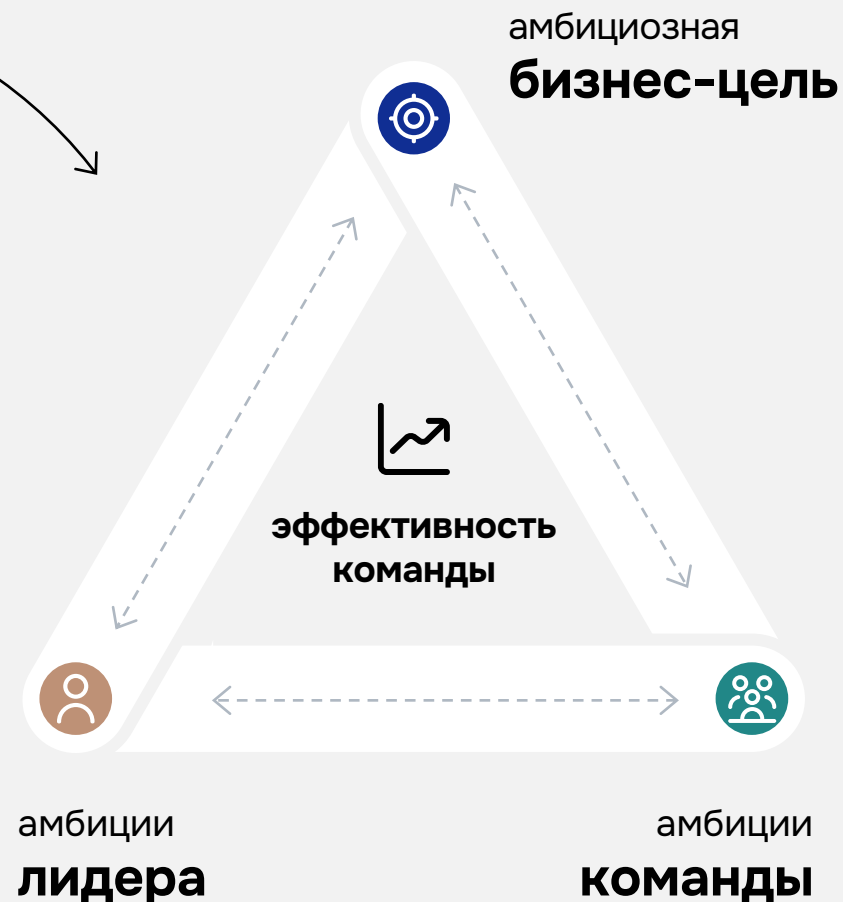 амбициозная
бизнес-цель
эффективность
команды
амбиции
лидера
амбиции
команды